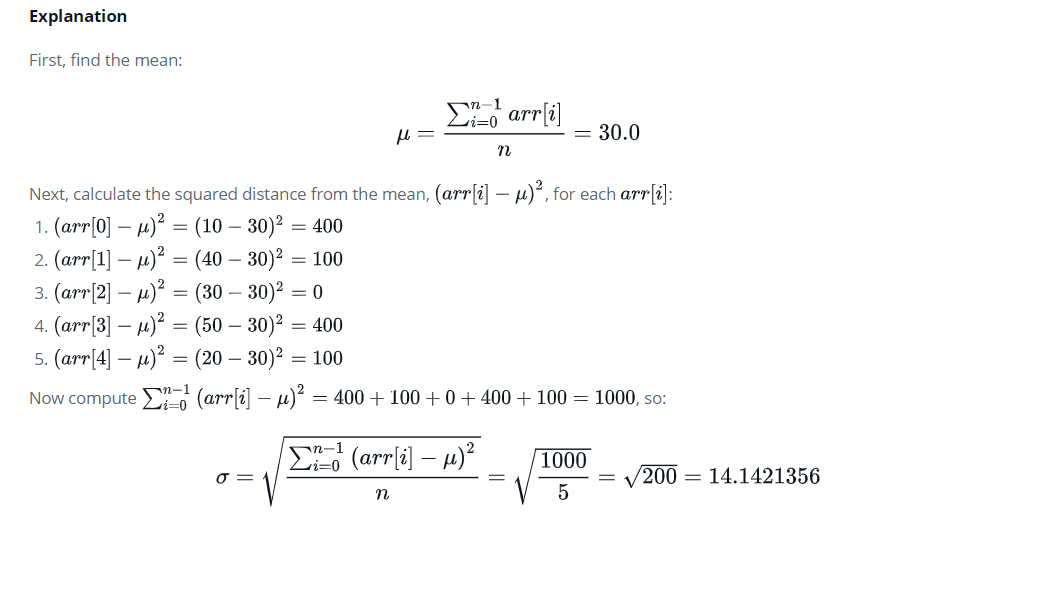 Explanation
First, find the mean:
μ = ∑_{i=0}^{n−1} arr[i] / n = 30.0
Next, calculate the squared distance from the mean, (arr[i] − μ)², for each arr[i]:
1. (arr[0] − μ)² = (10 − 30)² = 400
2. (arr[1] − μ)² = (40 − 30)² = 100
3. (arr[2] − μ)² = (30 − 30)² = 0
4. (arr[3] − μ)² = (50 − 30)² = 400
5. (arr[4] − μ)² = (20 − 30)² = 100
Now compute ∑_{i=0}^{n−1} (arr[i] − μ)² = 400 + 100 + 0 + 400 + 100 = 1000, so:
σ = √(∑_{i=0}^{n−1} (arr[i] − μ)² / n) = √(1000 / 5) = √200 = 14.1421356